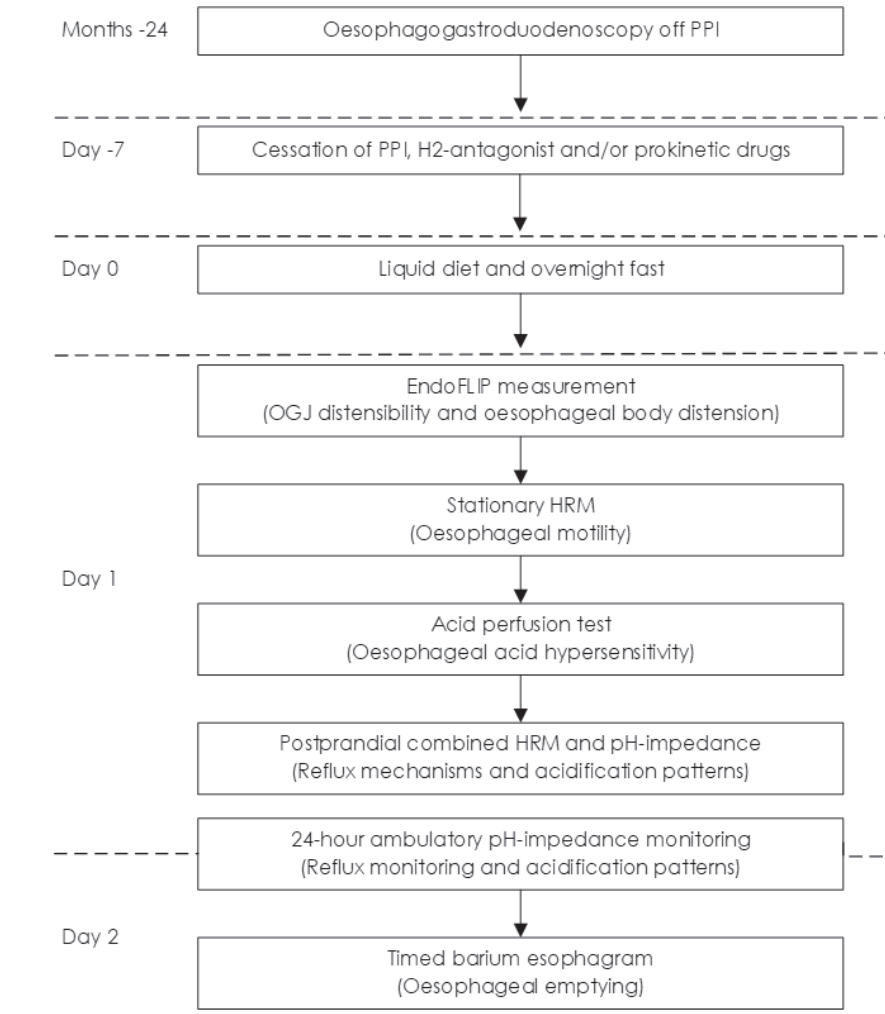 Months -24
Oesophagogastroduodenoscopy off PPI
Day -7
Cessation of PPI, H2-antagonist and/or prokinetic drugs
Day 0
Liquid diet and overnight fast
EndoFLIP measurement
(OGJ distensibility and oesophageal body distension)
Stationary HRM
(Oesophageal motility)
Day 1
Acid perfusion test
(Oesophageal acid hypersensitivity)
Postprandial combined HRM and pH-impedance
(Reflux mechanisms and acidification patterns)
24-hour ambulatory pH-impedance monitoring
(Reflux monitoring and acidification patterns)
Day 2
Timed barium esophagram
(Oesophageal emptying)